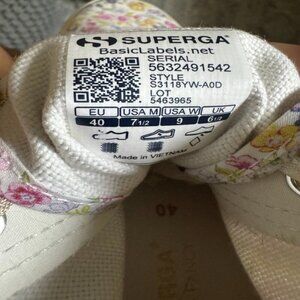 SUPERGA®
BasicLabels.net
SERIAL
5632491542
STYLE
S3118YW-A0D
LOT
5463965
EU USA M USA W UK
40 7 1/2 9 6 1/2
Made in VIETNAM
40